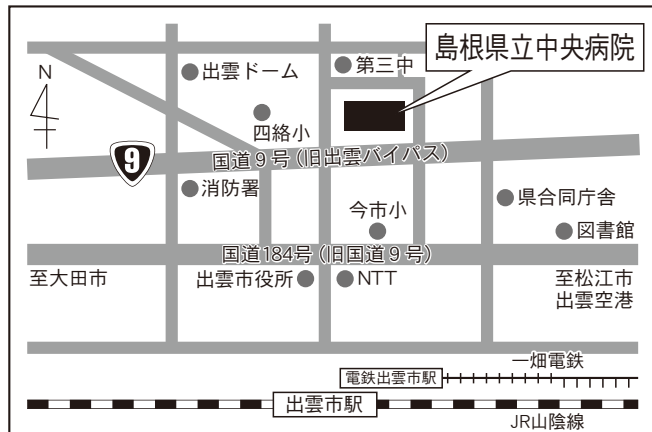 島根県立中央病院
N
出雲ドーム
第三中
四絡小
国道9号(旧出雲バイパス)
9
消防署
今市小
県合同庁舎
図書館
国道184号(旧国道9号)
至大田市
出雲市役所
NTT
至松江市
出雲空港
一畑電鉄
電鉄出雲市駅
出雲市駅
JR山陰線